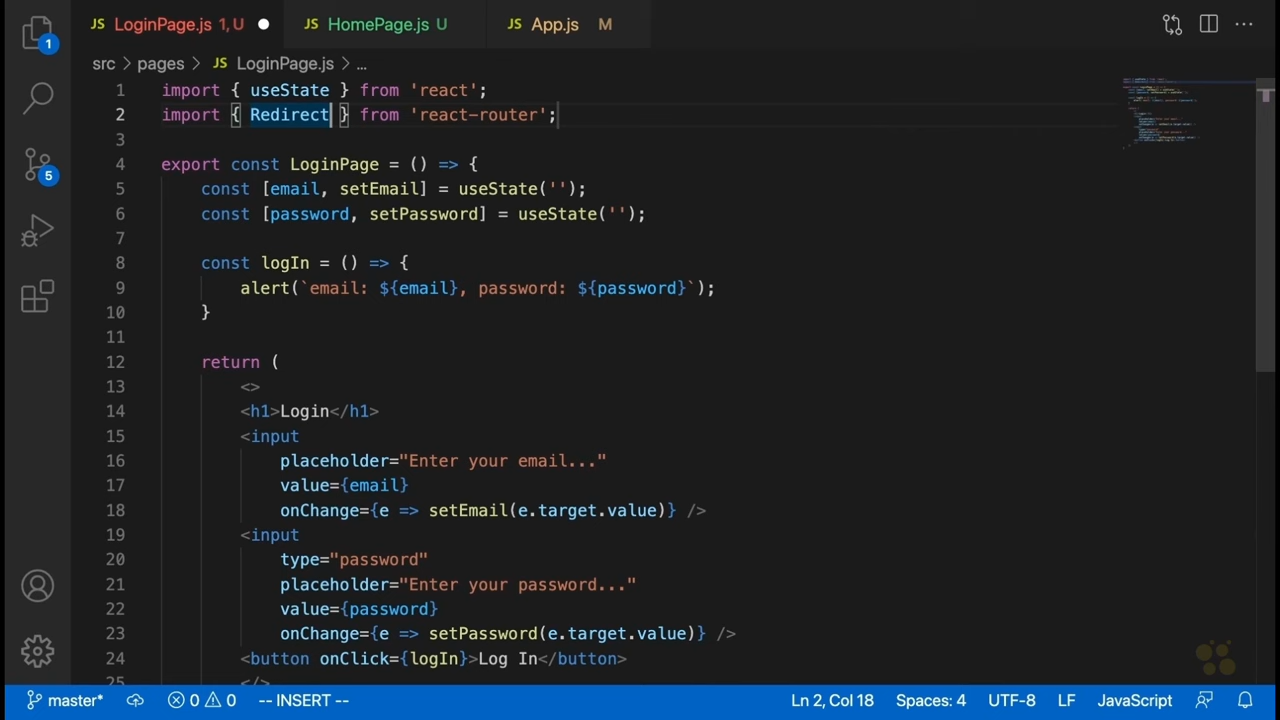 JS LoginPage.js 1, U JS HomePage.js U JS App.js M
1
src > pages > JS LoginPage.js > ...
1 import { useState } from 'react';
2 import { Redirect } from 'react-router';
3
4 export const LoginPage = () => {
5 const [email, setEmail] = useState('');
6 const [password, setPassword] = useState('');
5
7
8 const logIn = () => {
9 alert(`email: ${email}, password: ${password}`);
10 }
11
12 return (
13 <>
14 <h1>Login</h1>
15 <input
16 placeholder="Enter your email..."
17 value={email}
18 onChange={e => setEmail(e.target.value)} />
19 <input
20 type="password"
21 placeholder="Enter your password..."
22 value={password}
23 onChange={e => setPassword(e.target.value)} />
24 <button onClick={logIn}>Log In</button>
25 </>
master* 0 0 -- INSERT -- Ln 2, Col 18 Spaces: 4 UTF-8 LF JavaScript